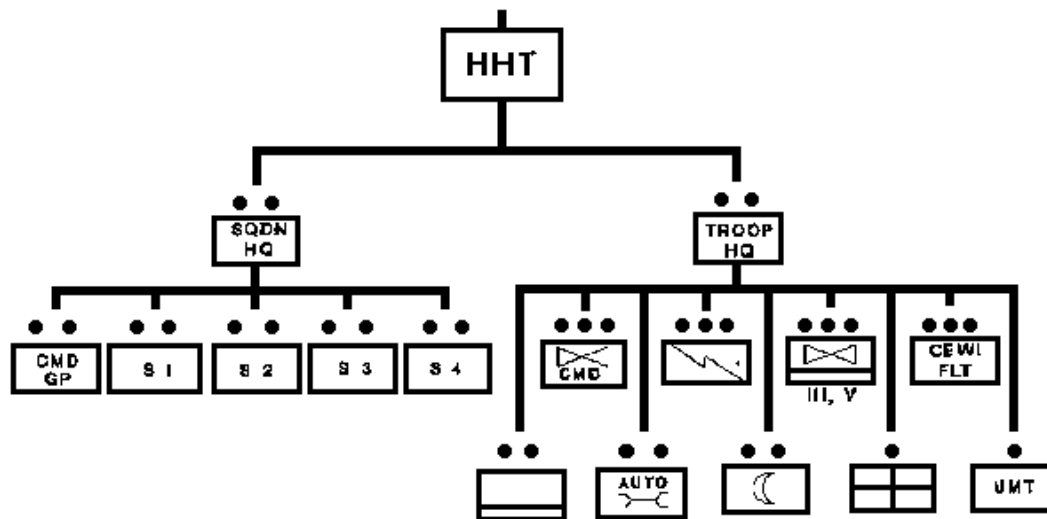 HHT
SQDN
HQ
TROOP
HQ
CMD
GP
S 1
S 2
S 3
S 4
CMD
III, V
CEWI
FLT
AUTO
UMT